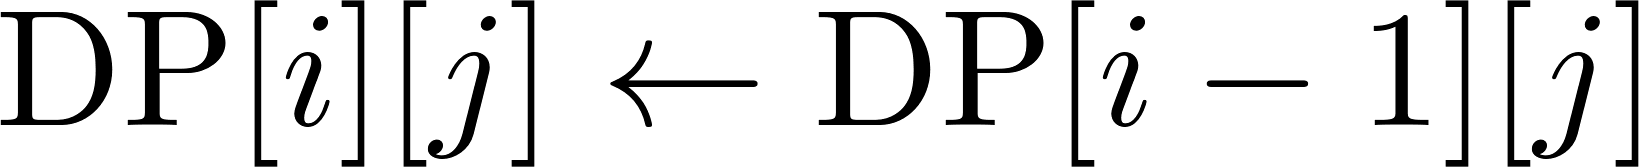 DP[i][j] ← DP[i − 1][j]